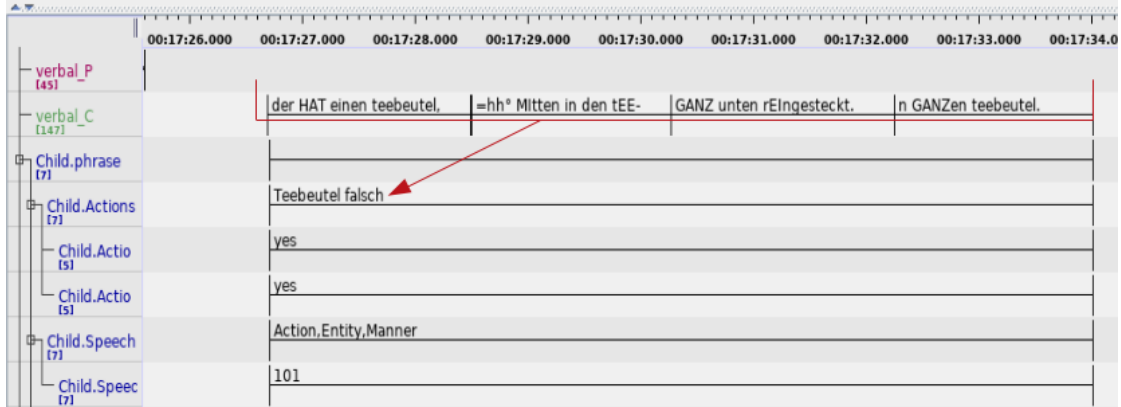 00:17:26.000 00:17:27.000 00:17:28.000 00:17:29.000 00:17:30.000 00:17:31.000 00:17:32.000 00:17:33.000 00:17:34.0
verbal_P
[45]
der HAT einen teebeutel, =hh° MItten in den tEE- GANZ unten rEIngesteckt. n GANZen teebeutel.
verbal_C
[147]
Child.phrase
[7]
Teebeutel falsch
Child.Actions
[7]
yes
Child.Actio
[5]
yes
Child.Actio
[5]
Action,Entity,Manner
Child.Speech
[7]
101
Child.Speec
[7]